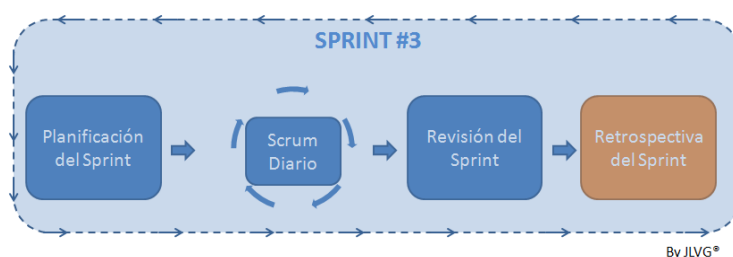 SPRINT #3
Planificación
del Sprint
Scrum
Diario
Revisión del
Sprint
Retrospectiva
del Sprint
By JLVG®